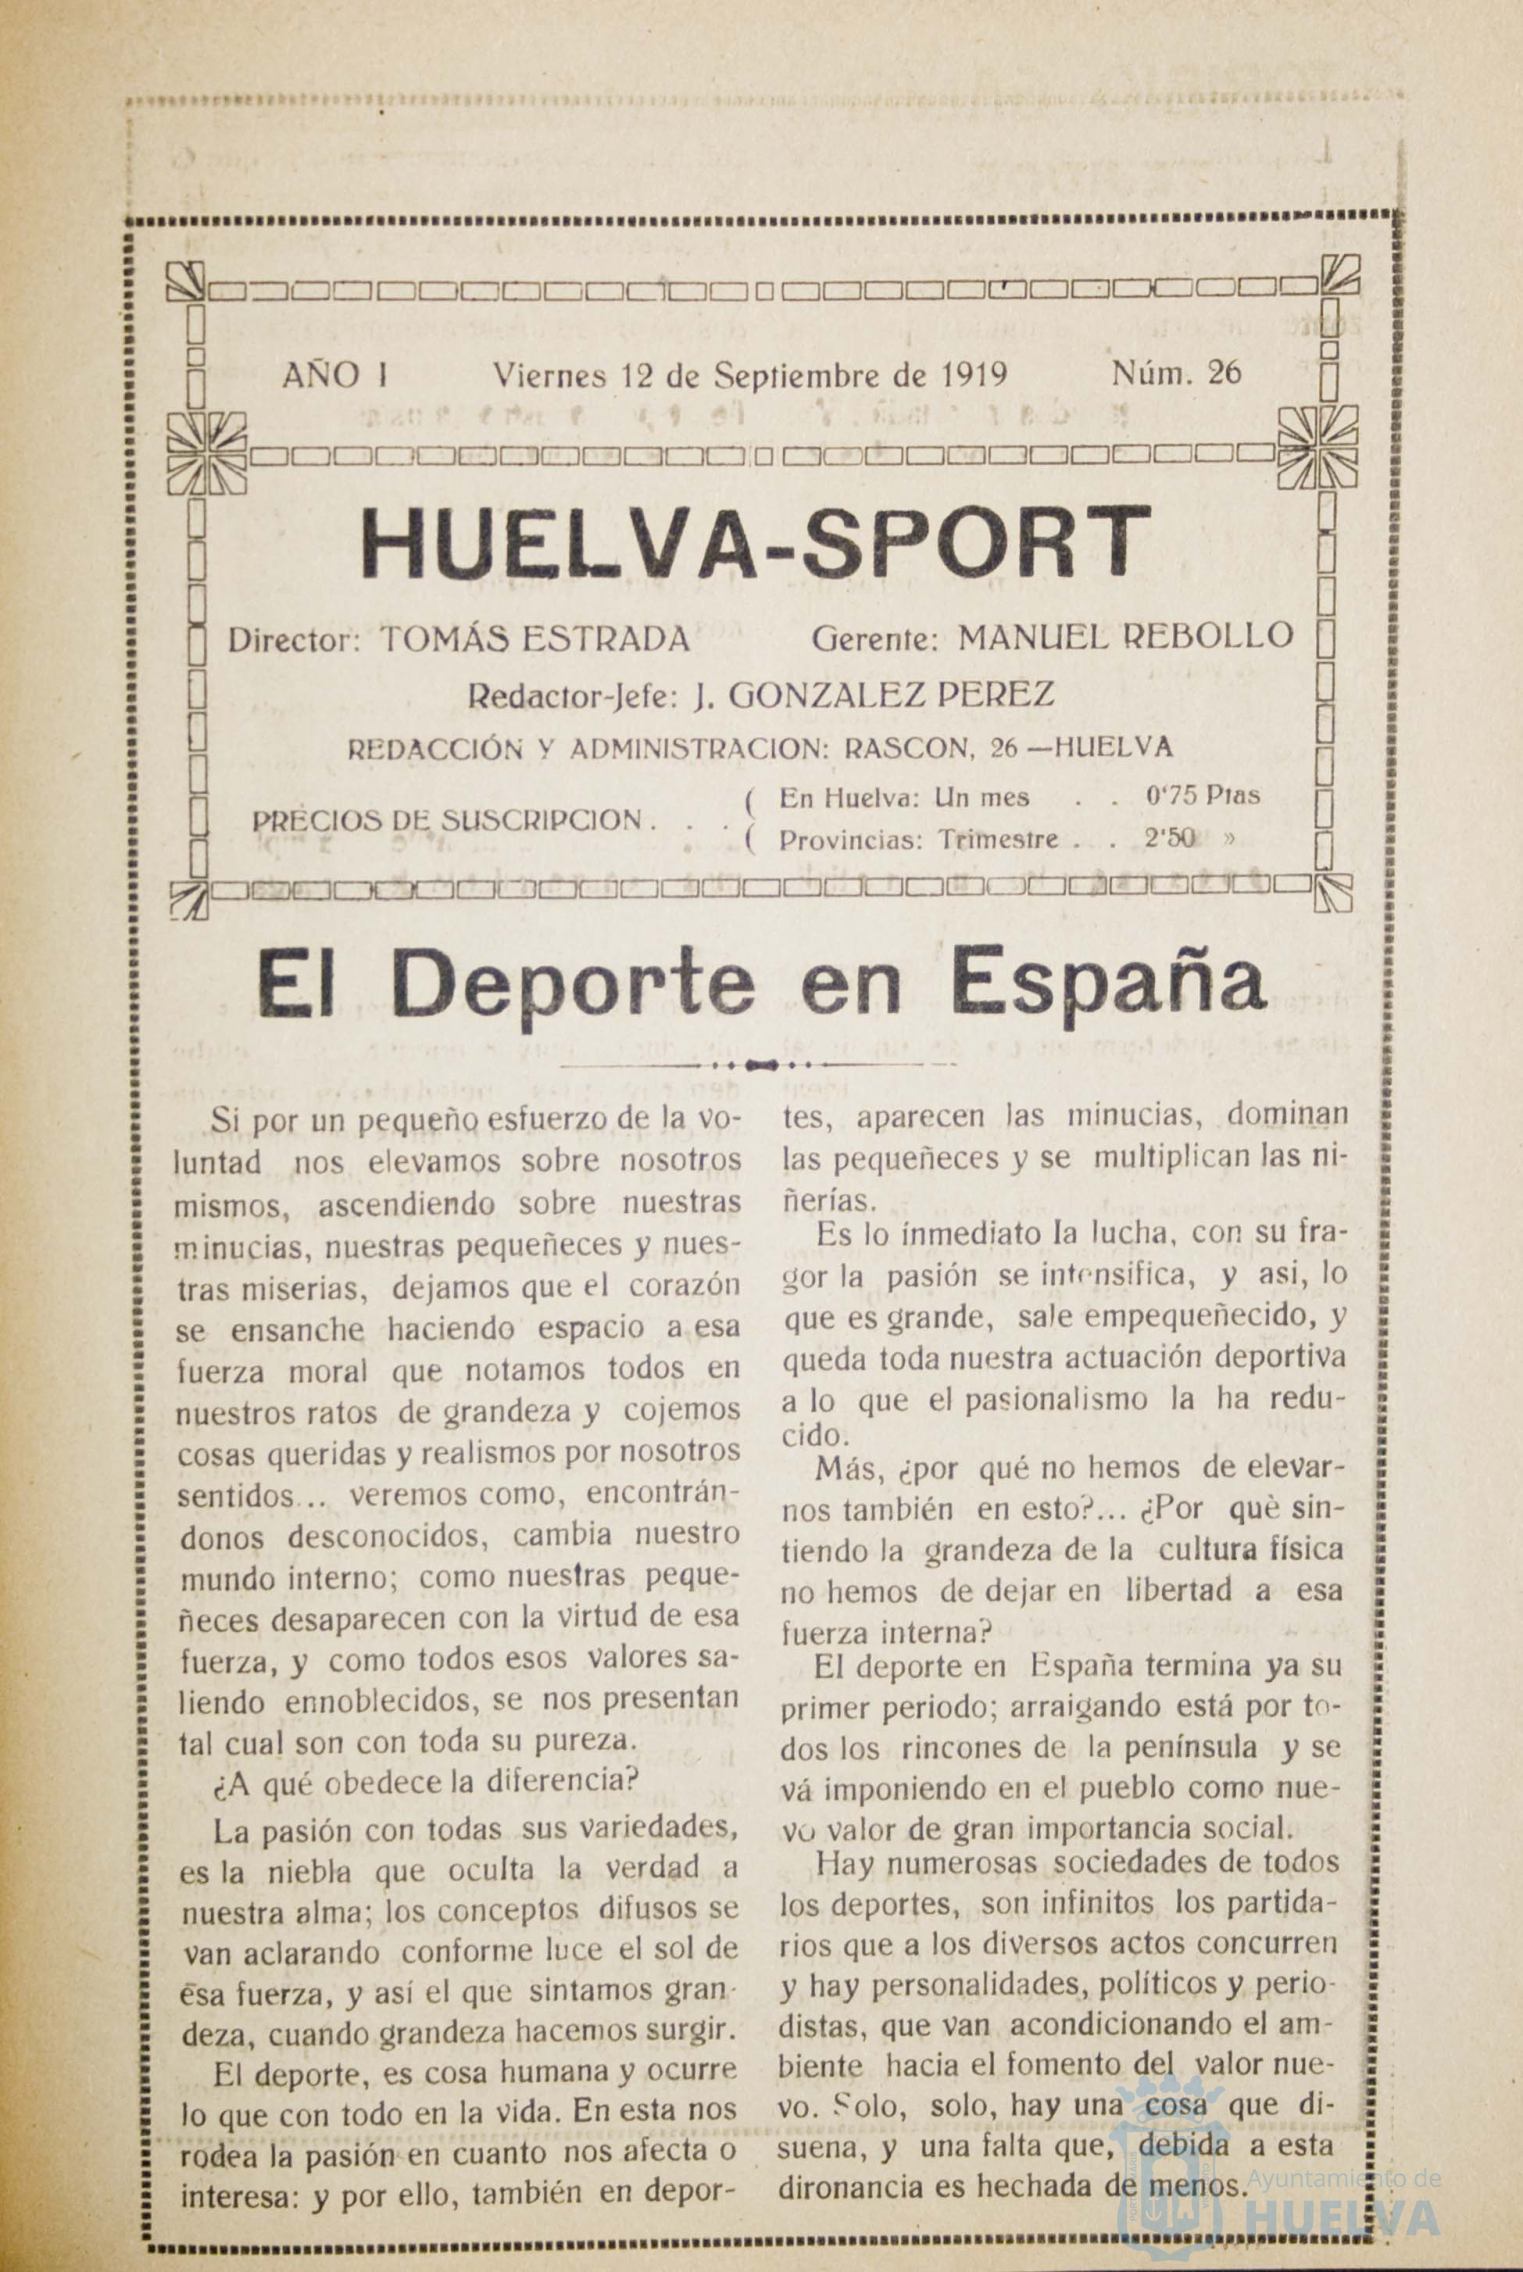 AÑO I Viernes 12 de Septiembre de 1919 Núm. 26
HUELVA-SPORT
Director: TOMÁS ESTRADA Gerente: MANUEL REBOLLO
Redactor-Jefe: J. GONZALEZ PEREZ
REDACCIÓN Y ADMINISTRACION: RASCON, 26 —HUELVA
PRECIOS DE SUSCRIPCION . . . ( En Huelva: Un mes . . 0'75 Ptas
( Provincias: Trimestre . . 2'50 »
El Deporte en España
Si por un pequeño esfuerzo de la vo-
luntad nos elevamos sobre nosotros
mismos, ascendiendo sobre nuestras
minucias, nuestras pequeñeces y nues-
tras miserias, dejamos que el corazón
se ensanche haciendo espacio a esa
fuerza moral que notamos todos en
nuestros ratos de grandeza y cojemos
cosas queridas y realismos por nosotros
sentidos... veremos como, encontrán-
donos desconocidos, cambia nuestro
mundo interno; como nuestras peque-
ñeces desaparecen con la virtud de esa
fuerza, y como todos esos valores sa-
liendo ennoblecidos, se nos presentan
tal cual son con toda su pureza.
¿A qué obedece la diferencia?
La pasión con todas sus variedades,
es la niebla que oculta la verdad a
nuestra alma; los conceptos difusos se
van aclarando conforme luce el sol de
ésa fuerza, y así el que sintamos gran-
deza, cuando grandeza hacemos surgir.
El deporte, es cosa humana y ocurre
lo que con todo en la vida. En esta nos
rodea la pasión en cuanto nos afecta o
interesa: y por ello, también en depor-
tes, aparecen las minucias, dominan
las pequeñeces y se multiplican las ni-
ñerías.
Es lo inmediato la lucha, con su fra-
gor la pasión se intensifica, y asi, lo
que es grande, sale empequeñecido, y
queda toda nuestra actuación deportiva
a lo que el pasionalismo la ha redu-
cido.
Más, ¿por qué no hemos de elevar-
nos también en esto?... ¿Por què sin-
tiendo la grandeza de la cultura física
no hemos de dejar en libertad a esa
fuerza interna?
El deporte en España termina ya su
primer periodo; arraigando está por to-
dos los rincones de la península y se
vá imponiendo en el pueblo como nue-
vo valor de gran importancia social.
Hay numerosas sociedades de todos
los deportes, son infinitos los partida-
rios que a los diversos actos concurren
y hay personalidades, políticos y perio-
distas, que van acondicionando el am-
biente hacia el fomento del valor nue-
vo. Solo, solo, hay una cosa que di-
suena, y una falta que, debida a esta
dironancia es hechada de menos.
Ayuntamiento de
HUELVA